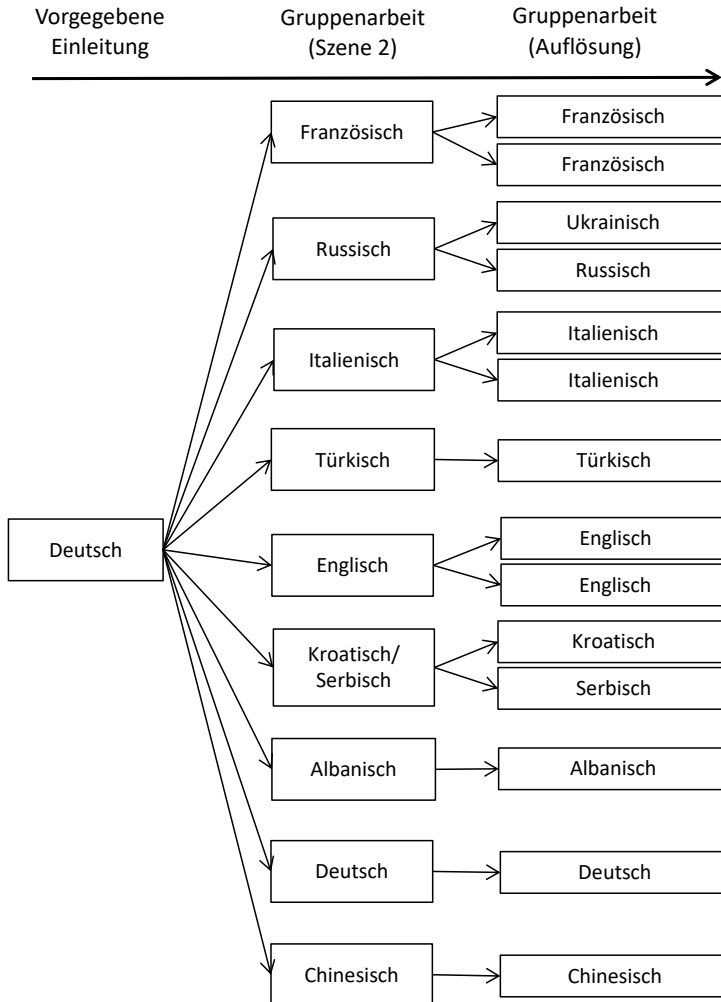 Vorgegebene
Einleitung
Gruppenarbeit
(Szene 2)
Gruppenarbeit
(Auflösung)
Deutsch
Französisch
Französisch
Französisch
Russisch
Ukrainisch
Russisch
Italienisch
Italienisch
Italienisch
Türkisch
Türkisch
Englisch
Englisch
Englisch
Kroatisch/
Serbisch
Kroatisch
Serbisch
Albanisch
Albanisch
Deutsch
Deutsch
Chinesisch
Chinesisch